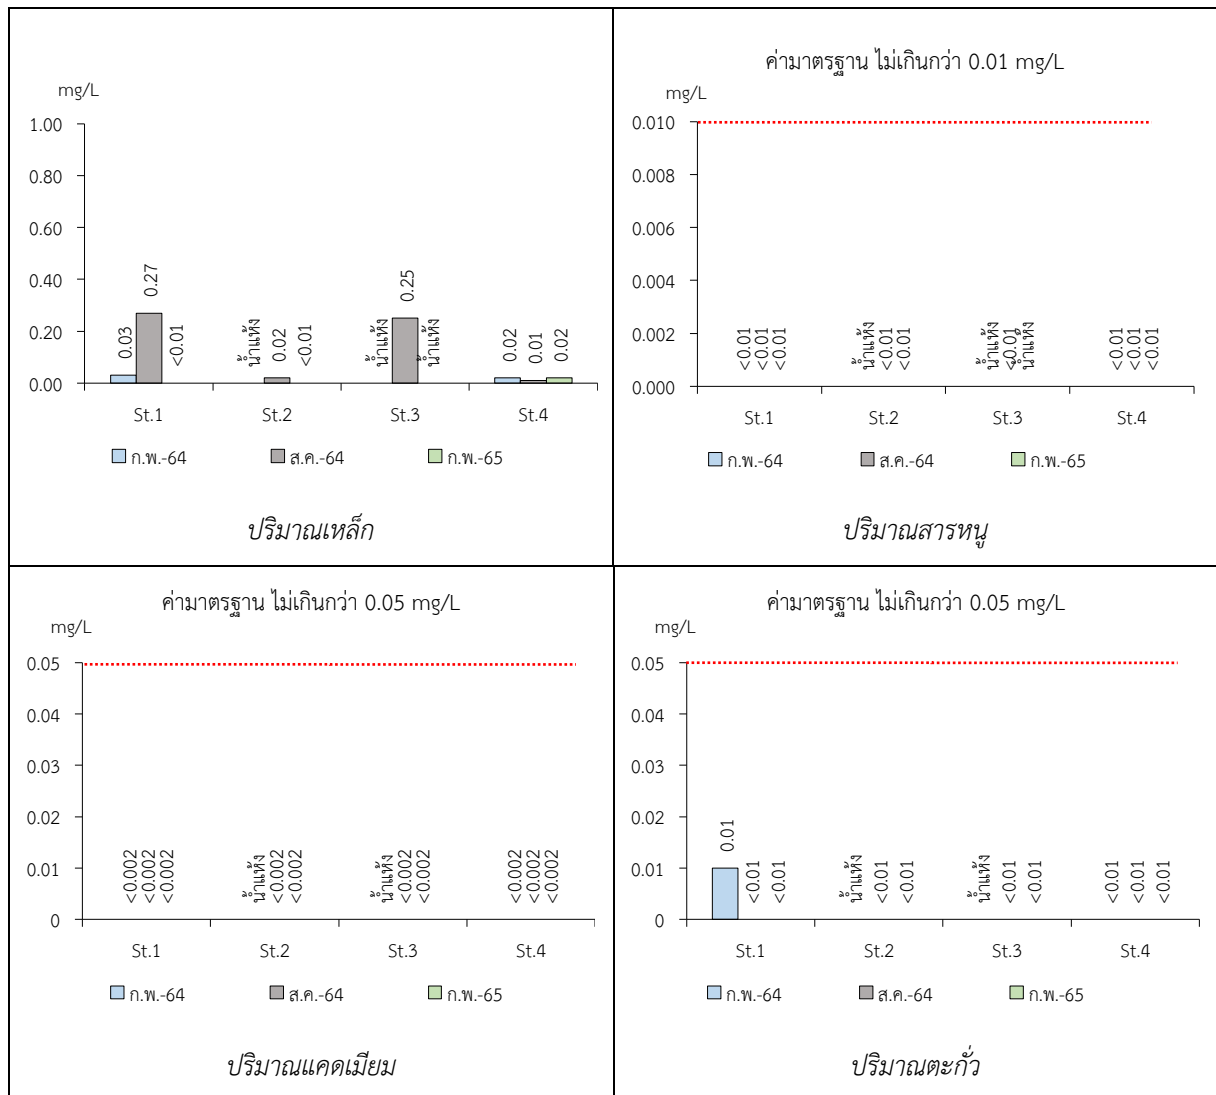 mg/L
1.00
0.80
0.60
0.40
0.20
0.00
0.03
0.27
<0.01
น้ำแห้ง
0.02
<0.01
น้ำแห้ง
0.25
น้ำแห้ง
0.02
0.01
0.02
St.1 St.2 St.3 St.4
ก.พ.-64 ส.ค.-64 ก.พ.-65
ปริมาณเหล็ก
ค่ามาตรฐาน ไม่เกินกว่า 0.01 mg/L
mg/L
0.010
0.008
0.006
0.004
0.002
0.000
<0.01
<0.01
<0.01
น้ำแห้ง
<0.01
<0.01
น้ำแห้ง
<0.01
น้ำแห้ง
<0.01
<0.01
<0.01
St.1 St.2 St.3 St.4
ก.พ.-64 ส.ค.-64 ก.พ.-65
ปริมาณสารหนู
ค่ามาตรฐาน ไม่เกินกว่า 0.05 mg/L
mg/L
0.05
0.04
0.03
0.02
0.01
0
<0.002
<0.002
<0.002
น้ำแห้ง
<0.002
<0.002
น้ำแห้ง
<0.002
<0.002
<0.002
<0.002
<0.002
St.1 St.2 St.3 St.4
ก.พ.-64 ส.ค.-64 ก.พ.-65
ปริมาณแคดเมียม
ค่ามาตรฐาน ไม่เกินกว่า 0.05 mg/L
mg/L
0.05
0.04
0.03
0.02
0.01
0
0.01
<0.01
<0.01
น้ำแห้ง
<0.01
<0.01
น้ำแห้ง
<0.01
<0.01
<0.01
<0.01
<0.01
St.1 St.2 St.3 St.4
ก.พ.-64 ส.ค.-64 ก.พ.-65
ปริมาณตะกั่ว